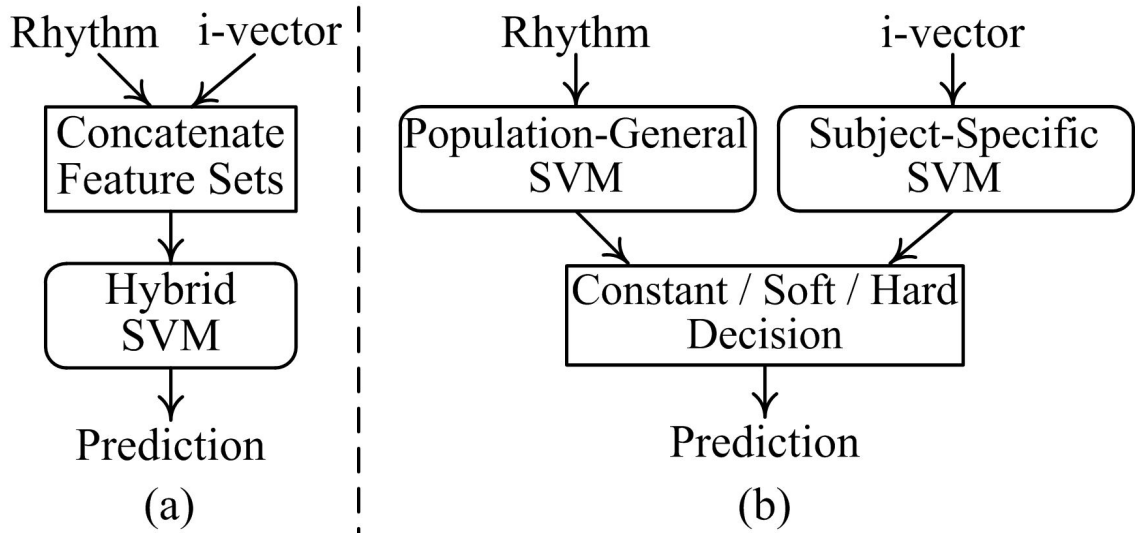 Rhythm i-vector
Concatenate
Feature Sets
Hybrid
SVM
Prediction
(a)
Rhythm
i-vector
Population-General
SVM
Subject-Specific
SVM
Constant / Soft / Hard
Decision
Prediction
(b)